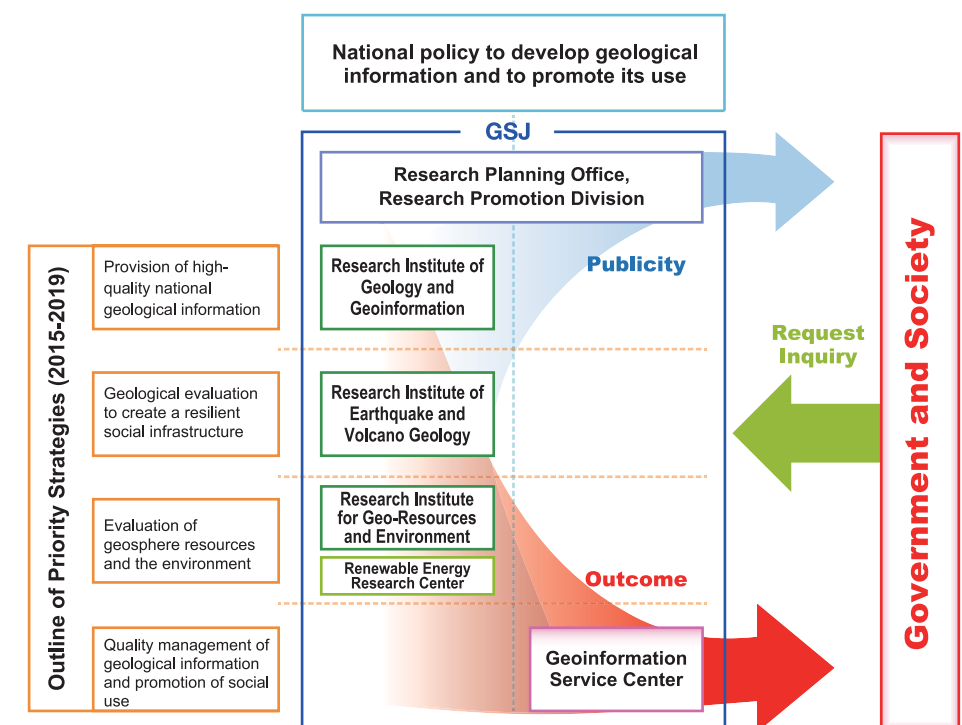 National policy to develop geological
information and to promote its use
GSJ
Research Planning Office,
Research Promotion Division
Publicity
Outline of Priority Strategies (2015-2019)
Provision of high-
quality national
geological information
Research Institute of
Geology and
Geoinformation
Geological evaluation
to create a resilient
social infrastructure
Research Institute of
Earthquake and
Volcano Geology
Evaluation of
geosphere resources
and the environment
Research Institute
for Geo-Resources
and Environment
Renewable Energy
Research Center
Quality management of
geological information
and promotion of social
use
Outcome
Geoinformation
Service Center
Request
Inquiry
Government and Society